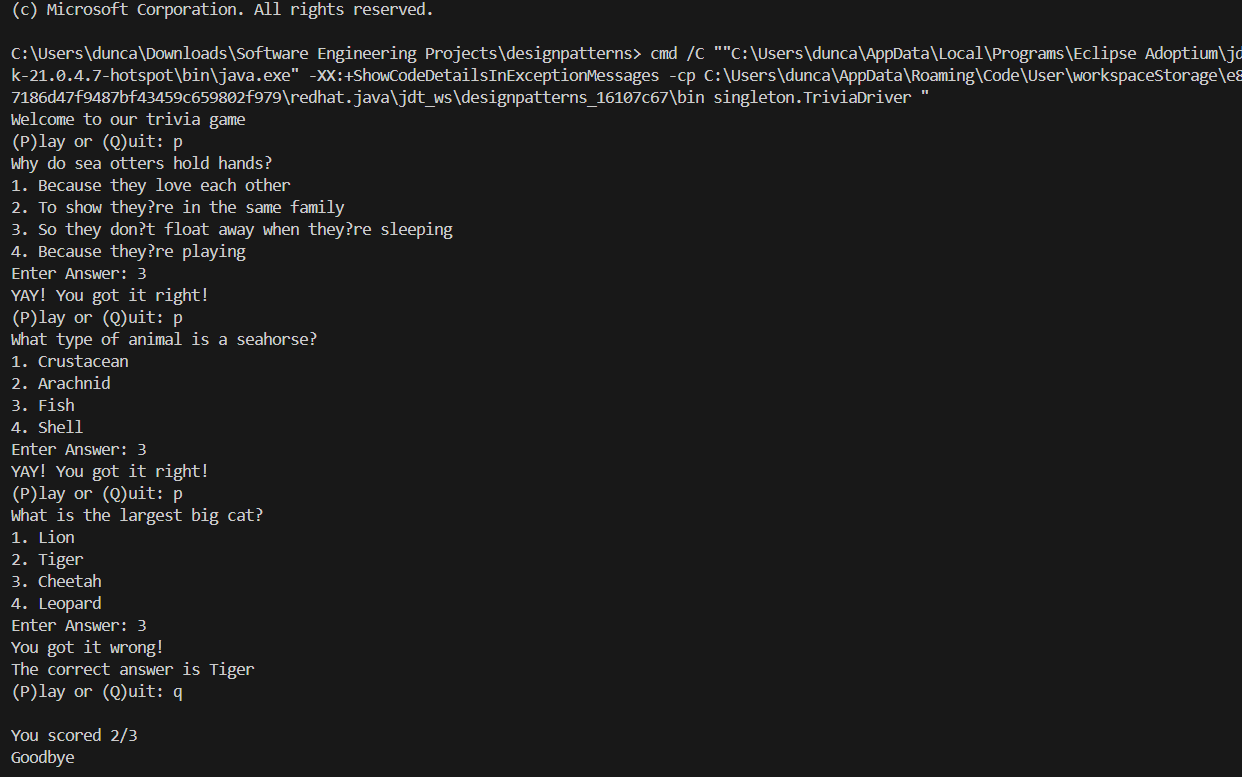 (c) Microsoft Corporation. All rights reserved.
C:\Users\dunca\Downloads\Software Engineering Projects\designpatterns> cmd /C ""C:\Users\dunca\AppData\Local\Programs\Eclipse Adoptium\jd
k-21.0.4.7-hotspot\bin\java.exe" -XX:+ShowCodeDetailsInExceptionMessages -cp C:\Users\dunca\AppData\Roaming\Code\User\workspaceStorage\e8
7186d47f9487bf43459c659802f979\redhat.java\jdt_ws\designpatterns_16107c67\bin singleton.TriviaDriver "
Welcome to our trivia game
(P)lay or (Q)uit: p
Why do sea otters hold hands?
1. Because they love each other
2. To show they?re in the same family
3. So they don?t float away when they?re sleeping
4. Because they?re playing
Enter Answer: 3
YAY! You got it right!
(P)lay or (Q)uit: p
What type of animal is a seahorse?
1. Crustacean
2. Arachnid
3. Fish
4. Shell
Enter Answer: 3
YAY! You got it right!
(P)lay or (Q)uit: p
What is the largest big cat?
1. Lion
2. Tiger
3. Cheetah
4. Leopard
Enter Answer: 3
You got it wrong!
The correct answer is Tiger
(P)lay or (Q)uit: q
You scored 2/3
Goodbye